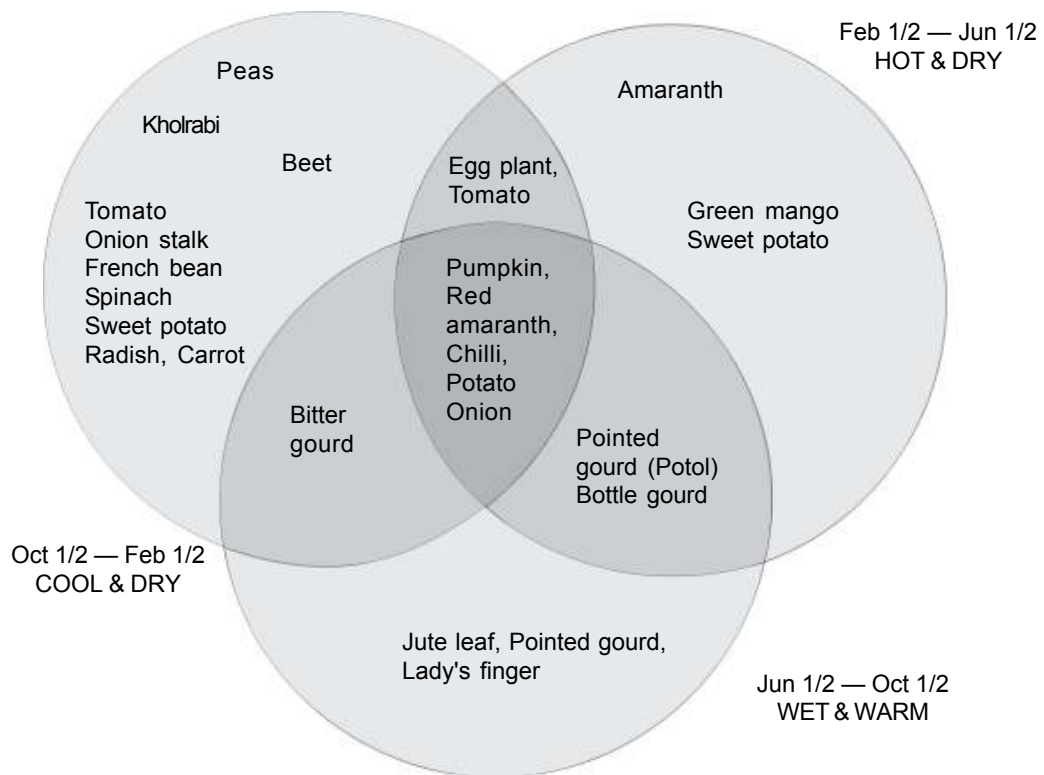 Feb 1/2 — Jun 1/2
HOT & DRY
Peas
Kholrabi
Beet
Amaranth
Egg plant,
Tomato
Tomato
Onion stalk
French bean
Spinach
Sweet potato
Radish, Carrot
Green mango
Sweet potato
Pumpkin,
Red
amaranth,
Chilli,
Potato
Onion
Bitter
gourd
Pointed
gourd (Potol)
Bottle gourd
Oct 1/2 — Feb 1/2
COOL & DRY
Jute leaf, Pointed gourd,
Lady's finger
Jun 1/2 — Oct 1/2
WET & WARM